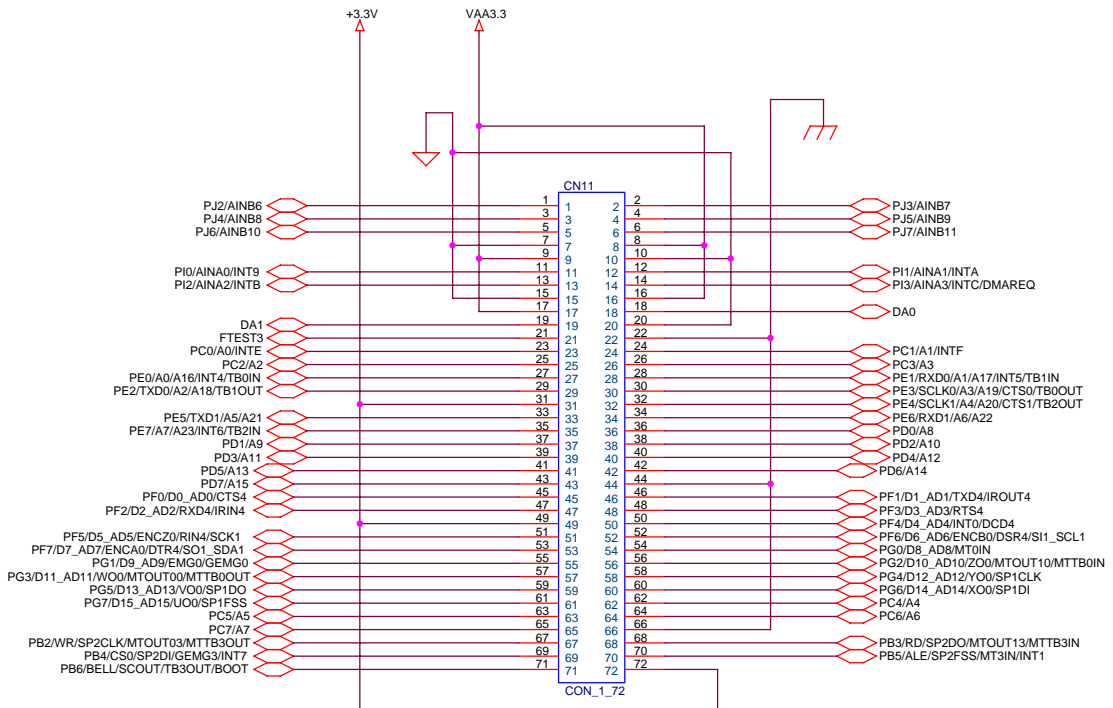 +3.3V VAA3.3
CN11
PJ2/AINB6 1 1 2 2 PJ3/AINB7
PJ4/AINB8 3 3 4 4 PJ5/AINB9
PJ6/AINB10 5 5 6 6 PJ7/AINB11
7 7 8 8
9 9 10 10
PI0/AINA0/INT9 11 11 12 12 PI1/AINA1/INTA
PI2/AINA2/INTB 13 13 14 14 PI3/AINA3/INTC/DMAREQ
15 15 16 16
17 17 18 18 DA0
DA1 19 19 20 20
FTEST3 21 21 22 22
PC0/A0/INTE 23 23 24 24 PC1/A1/INTF
PC2/A2 25 25 26 26 PC3/A3
PE0/A0/A16/INT4/TB0IN 27 27 28 28 PE1/RXD0/A1/A17/INT5/TB1IN
PE2/TXD0/A2/A18/TB1OUT 29 29 30 30 PE3/SCLK0/A3/A19/CTS0/TB0OUT
31 31 32 32 PE4/SCLK1/A4/A20/CTS1/TB2OUT
PE5/TXD1/A5/A21 33 33 34 34 PE6/RXD1/A6/A22
PE7/A7/A23/INT6/TB2IN 35 35 36 36 PD0/A8
PD1/A9 37 37 38 38 PD2/A10
PD3/A11 39 39 40 40 PD4/A12
PD5/A13 41 41 42 42 PD6/A14
PD7/A15 43 43 44 44
PF0/D0_AD0/CTS4 45 45 46 46 PF1/D1_AD1/TXD4/IROUT4
PF2/D2_AD2/RXD4/IRIN4 47 47 48 48 PF3/D3_AD3/RTS4
49 49 50 50 PF4/D4_AD4/INT0/DCD4
PF5/D5_AD5/ENCZ0/RIN4/SCK1 51 51 52 52 PF6/D6_AD6/ENCB0/DSR4/SI1_SCL1
PF7/D7_AD7/ENCA0/DTR4/SO1_SDA1 53 53 54 54 PG0/D8_AD8/MT0IN
PG1/D9_AD9/EMG0/GEMG0 55 55 56 56 PG2/D10_AD10/ZO0/MTOUT10/MTTB0IN
PG3/D11_AD11/WO0/MTOUT00/MTTB0OUT 57 57 58 58 PG4/D12_AD12/YO0/SP1CLK
PG5/D13_AD13/VO0/SP1DO 59 59 60 60 PG6/D14_AD14/XO0/SP1DI
PG7/D15_AD15/UO0/SP1FSS 61 61 62 62 PC4/A4
PC5/A5 63 63 64 64 PC6/A6
PC7/A7 65 65 66 66
PB2/WR/SP2CLK/MTOUT03/MTTB3OUT 67 67 68 68 PB3/RD/SP2DO/MTOUT13/MTTB3IN
PB4/CS0/SP2DI/GEMG3/INT7 69 69 70 70 PB5/ALE/SP2FSS/MT3IN/INT1
PB6/BELL/SCOUT/TB3OUT/BOOT 71 71 72 72
CON_1_72